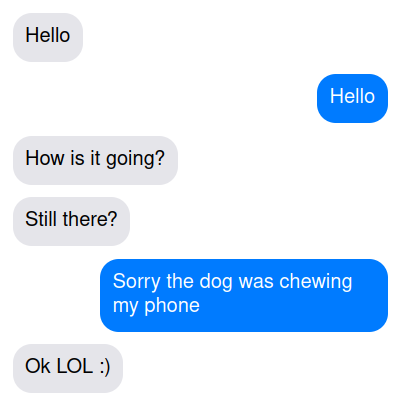 Hello
Hello
How is it going?
Still there?
Sorry the dog was chewing
my phone
Ok LOL :)